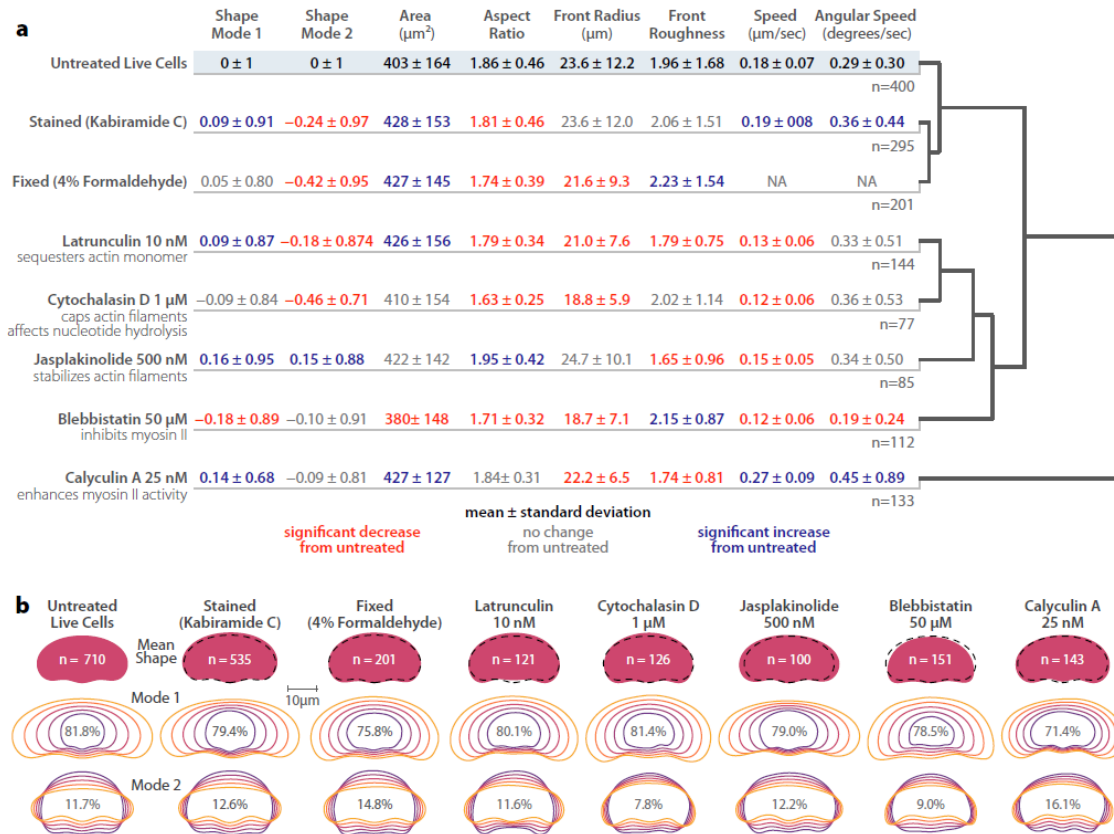 a
Shape Mode 1 Shape Mode 2 Area (µm²) Aspect Ratio Front Radius (µm) Front Roughness Speed (µm/sec) Angular Speed (degrees/sec)
Untreated Live Cells 0 ± 1 0 ± 1 403 ± 164 1.86 ± 0.46 23.6 ± 12.2 1.96 ± 1.68 0.18 ± 0.07 0.29 ± 0.30
n=400
Stained (Kabiramide C) 0.09 ± 0.91 −0.24 ± 0.97 428 ± 153 1.81 ± 0.46 23.6 ± 12.0 2.06 ± 1.51 0.19 ± 008 0.36 ± 0.44
n=295
Fixed (4% Formaldehyde) 0.05 ± 0.80 −0.42 ± 0.95 427 ± 145 1.74 ± 0.39 21.6 ± 9.3 2.23 ± 1.54 NA NA
n=201
Latrunculin 10 nM 0.09 ± 0.87 −0.18 ± 0.874 426 ± 156 1.79 ± 0.34 21.0 ± 7.6 1.79 ± 0.75 0.13 ± 0.06 0.33 ± 0.51
sequesters actin monomer
n=144
Cytochalasin D 1 µM −0.09 ± 0.84 −0.46 ± 0.71 410 ± 154 1.63 ± 0.25 18.8 ± 5.9 2.02 ± 1.14 0.12 ± 0.06 0.36 ± 0.53
caps actin filaments
n=77
affects nucleotide hydrolysis
Jasplakinolide 500 nM 0.16 ± 0.95 0.15 ± 0.88 422 ± 142 1.95 ± 0.42 24.7 ± 10.1 1.65 ± 0.96 0.15 ± 0.05 0.34 ± 0.50
stabilizes actin filaments
n=85
Blebbistatin 50 µM −0.18 ± 0.89 −0.10 ± 0.91 380± 148 1.71 ± 0.32 18.7 ± 7.1 2.15 ± 0.87 0.12 ± 0.06 0.19 ± 0.24
inhibits myosin II
n=112
Calyculin A 25 nM 0.14 ± 0.68 −0.09 ± 0.81 427 ± 127 1.84± 0.31 22.2 ± 6.5 1.74 ± 0.81 0.27 ± 0.09 0.45 ± 0.89
enhances myosin II activity
n=133
mean ± standard deviation
significant decrease no change significant increase
from untreated from untreated from untreated
b
Untreated Stained Fixed Latrunculin Cytochalasin D Jasplakinolide Blebbistatin Calyculin A
Live Cells (Kabiramide C) (4% Formaldehyde) 10 nM 1 µM 500 nM 50 µM 25 nM
Mean Shape
n = 710 n = 535 n = 201 n = 121 n = 126 n = 100 n = 151 n = 143
10µm
Mode 1
81.8% 79.4% 75.8% 80.1% 81.4% 79.0% 78.5% 71.4%
Mode 2
11.7% 12.6% 14.8% 11.6% 7.8% 12.2% 9.0% 16.1%